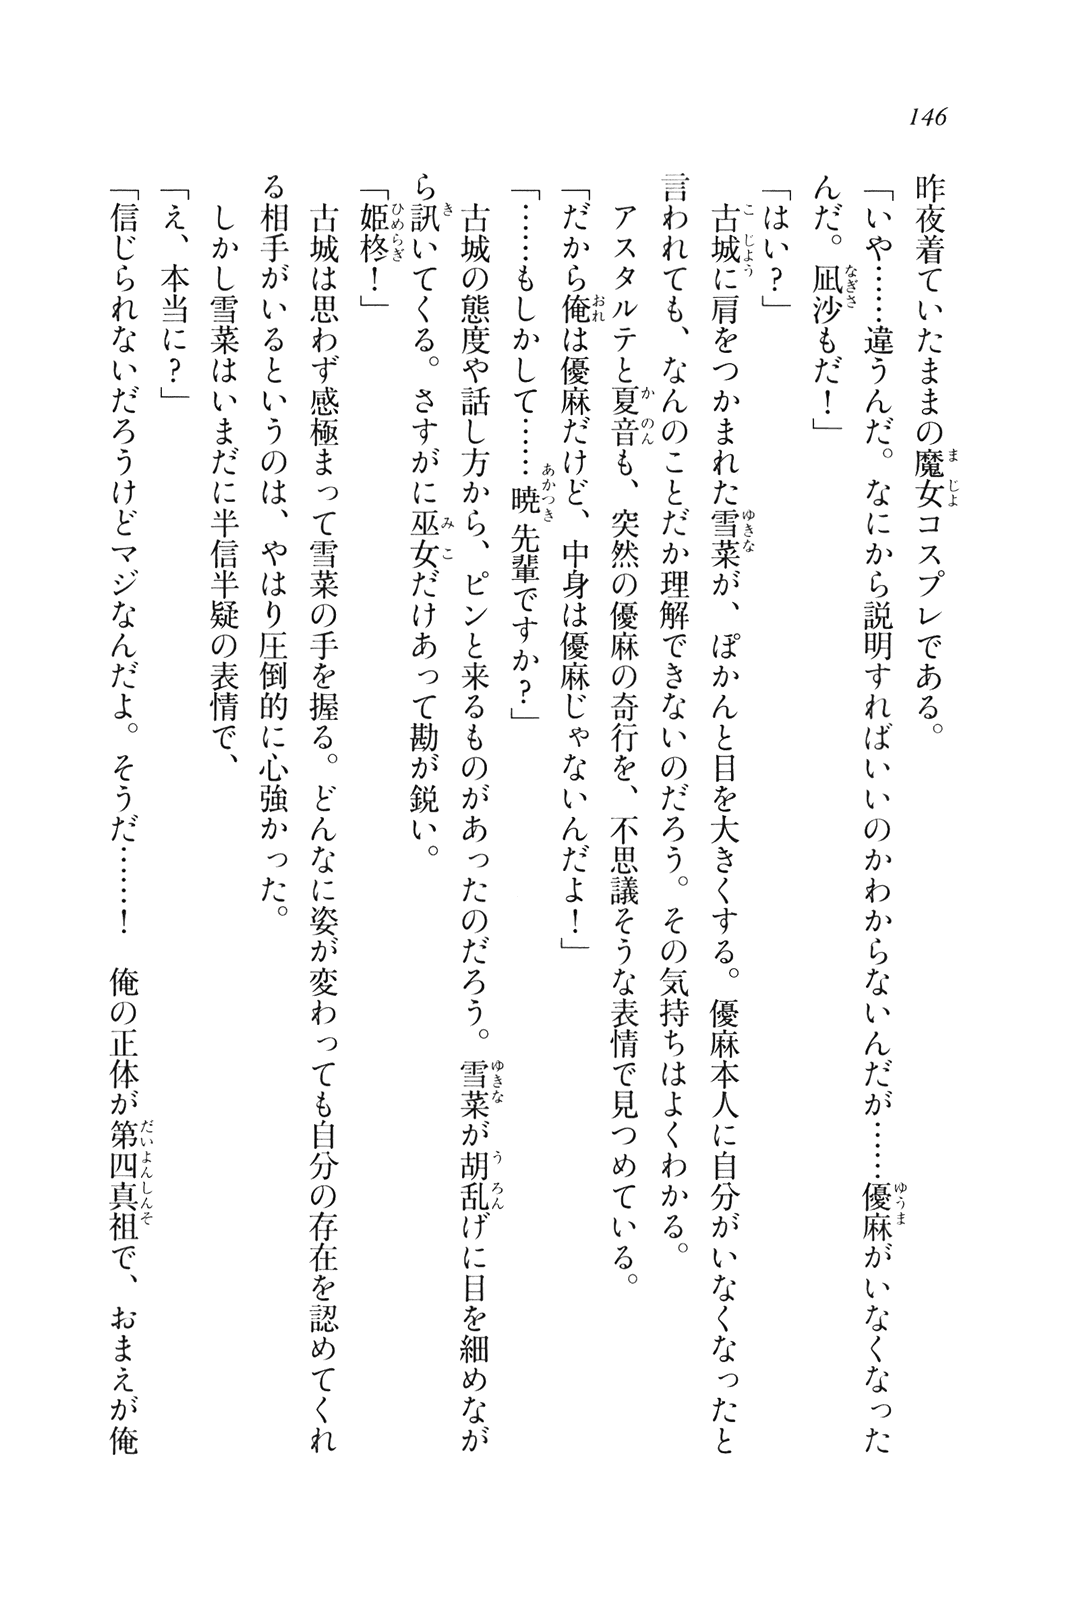 146
昨夜着ていたままの魔女コスプレである。
「いや……違うんだ。なにから説明すればいいのかわからないんだが……優麻がいなくなった
んだ。凪沙もだ！」
「はい？」
　古城に肩をつかまれた雪菜が、ぽかんと目を大きくする。優麻本人に自分がいなくなったと
言われても、なんのことだか理解できないのだろう。その気持ちはよくわかる。
　アスタルテと夏音も、突然の優麻の奇行を、不思議そうな表情で見つめている。
「だから俺は優麻だけど、中身は優麻じゃないんだよ！」
「……もしかして……暁先輩ですか？」
　古城の態度や話し方から、ピンと来るものがあったのだろう。雪菜が胡乱げに目を細めなが
ら訊いてくる。さすがに巫女だけあって勘が鋭い。
「姫柊！」
　古城は思わず感極まって雪菜の手を握る。どんなに姿が変わっても自分の存在を認めてくれ
る相手がいるというのは、やはり圧倒的に心強かった。
　しかし雪菜はいまだに半信半疑の表情で、
「え、本当に？」
「信じられないだろうけどマジなんだよ。そうだ……！　俺の正体が第四真祖で、おまえが俺